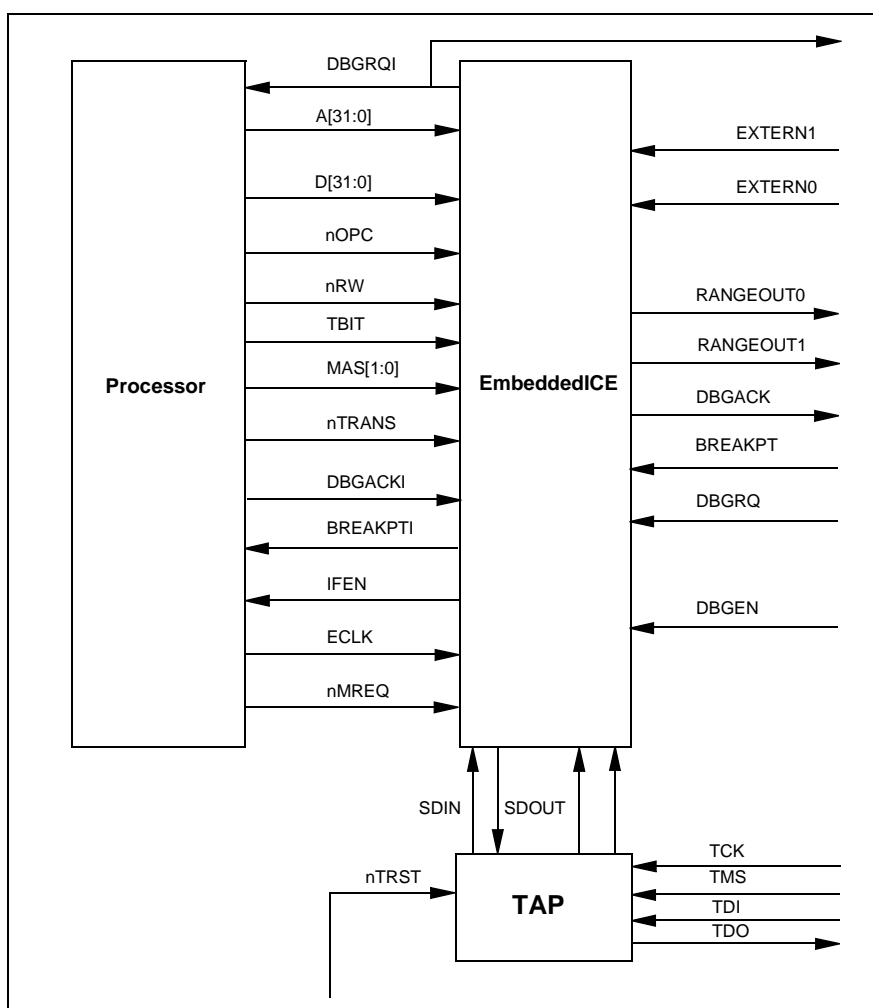 DBGRQI
A[31:0]
EXTERN1
D[31:0]
EXTERN0
nOPC
nRW
RANGEOUT0
TBIT
RANGEOUT1
MAS[1:0]
Processor
EmbeddedICE
DBGACK
nTRANS
BREAKPT
DBGACKI
DBGRQ
BREAKPTI
IFEN
DBGEN
ECLK
nMREQ
SDIN
SDOUT
TCK
nTRST
TMS
TAP
TDI
TDO